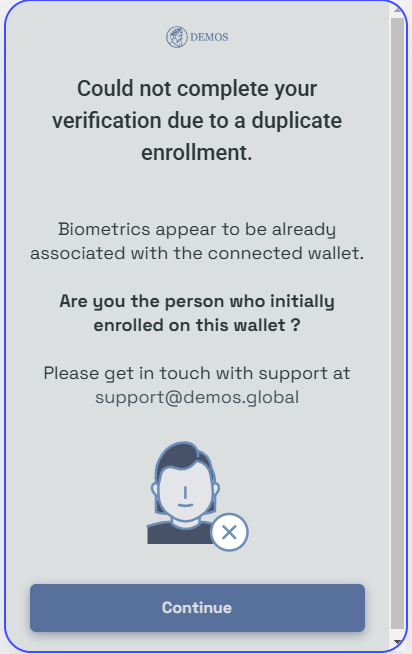 DEMOS
Could not complete your
verification due to a duplicate
enrollment.
Biometrics appear to be already
associated with the connected wallet.
Are you the person who initially
enrolled on this wallet ?
Please get in touch with support at
support@demos.global
Continue